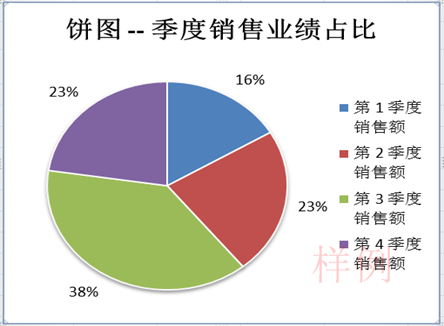 饼图 -- 季度销售业绩占比
16%
23%
38%
23%
第 1 季度
销售额
第 2 季度
销售额
第 3 季度
销售额
第 4 季度
销售额
样例